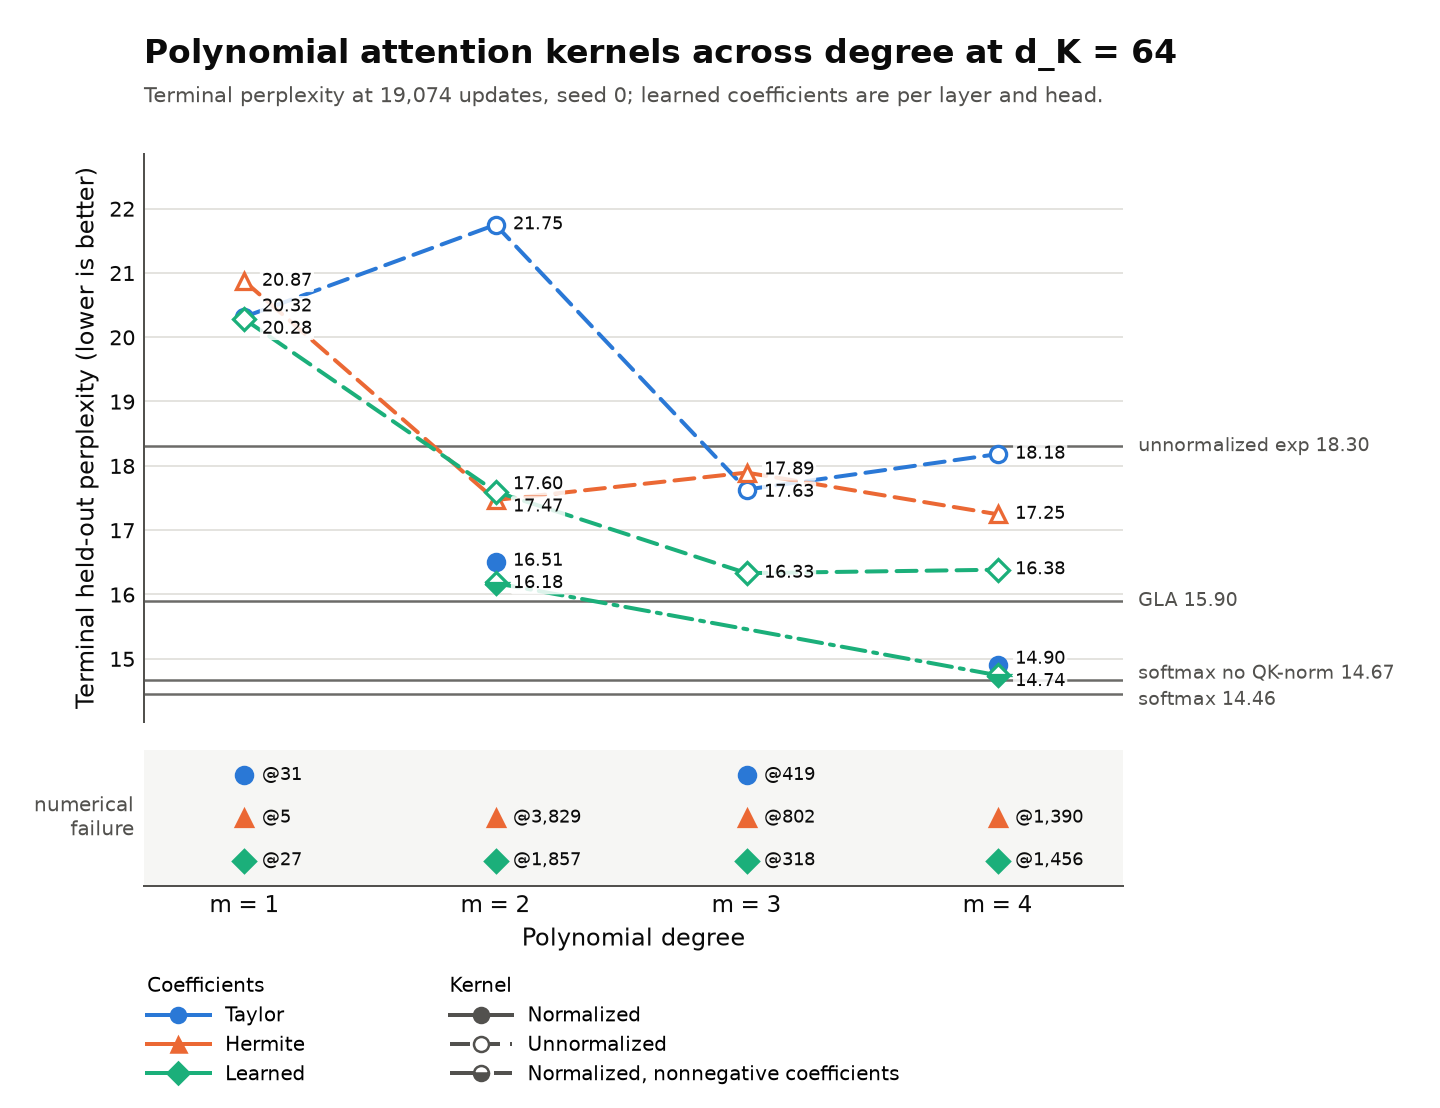 Polynomial attention kernels across degree at d_K = 64
Terminal perplexity at 19,074 updates, seed 0; learned coefficients are per layer and head.
Terminal held-out perplexity (lower is better)
22
21
20
19
18
17
16
15
20.87
20.32
20.28
21.75
17.60
17.47
16.51
16.18
17.89
17.63
16.33
18.18
17.25
16.38
14.90
14.74
unnormalized exp 18.30
GLA 15.90
softmax no QK-norm 14.67
softmax 14.46
numerical
failure
@31
@419
@5
@3,829
@802
@1,390
@27
@1,857
@318
@1,456
m = 1
m = 2
m = 3
m = 4
Polynomial degree
Coefficients
Taylor
Hermite
Learned
Kernel
Normalized
Unnormalized
Normalized, nonnegative coefficients